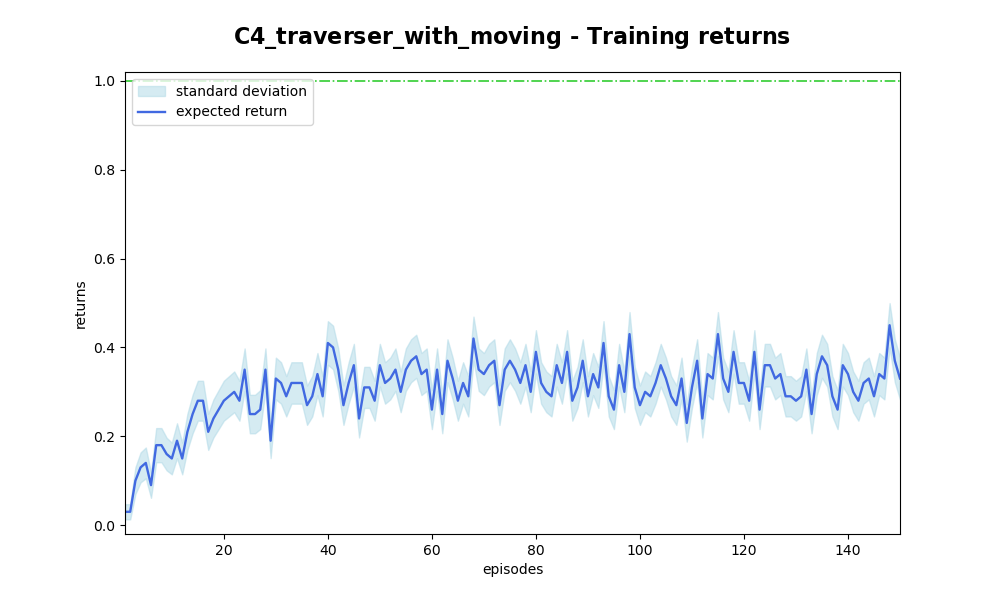 C4_traverser_with_moving - Training returns
1.0
standard deviation
expected return
0.8
0.6
returns
0.4
0.2
0.0
20 40 60 80 100 120 140
episodes